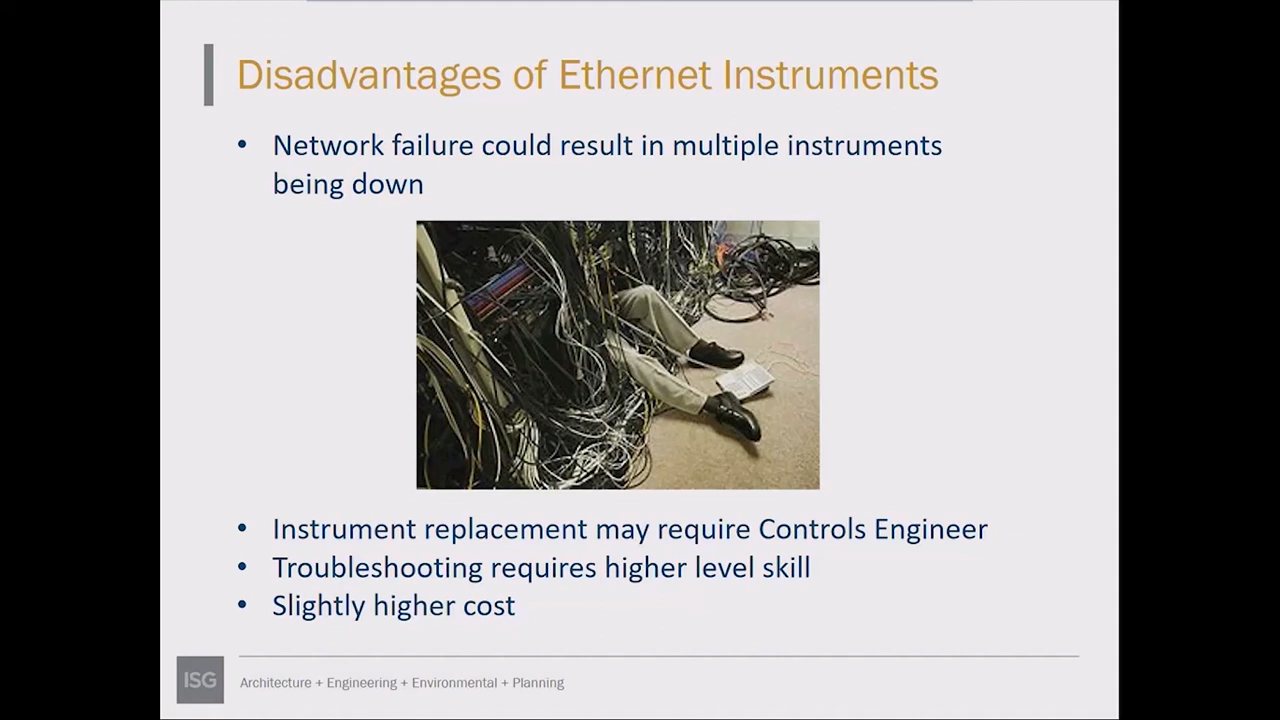 Disadvantages of Ethernet Instruments
• Network failure could result in multiple instruments
being down
• Instrument replacement may require Controls Engineer
• Troubleshooting requires higher level skill
• Slightly higher cost
ISG
Architecture + Engineering + Environmental + Planning